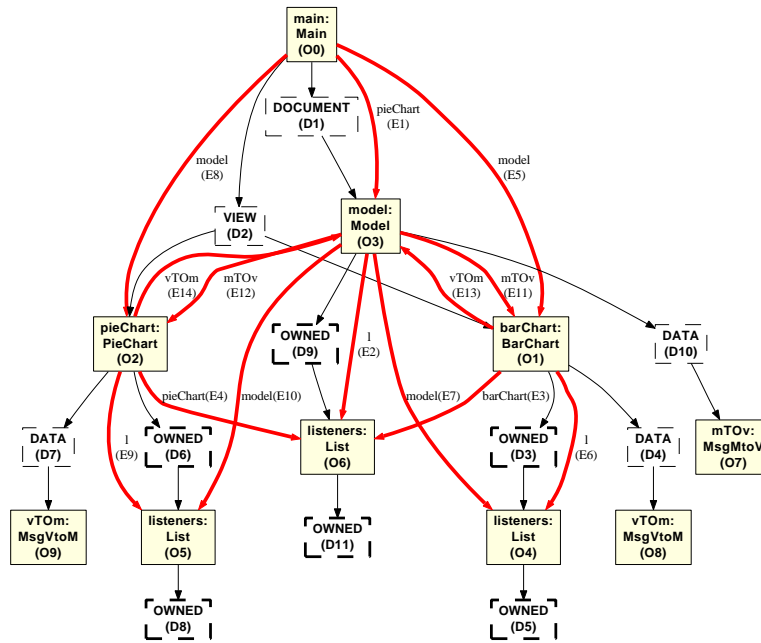 main:
Main
(O0)
DOCUMENT
(D1)
pieChart
(E1)
model
(E8)
model
(E5)
VIEW
(D2)
model:
Model
(O3)
vTOm
(E14)
mTOv
(E12)
vTOm
(E13)
mTOv
(E11)
pieChart:
PieChart
(O2)
OWNED
(D9)
l
(E2)
barChart:
BarChart
(O1)
DATA
(D10)
pieChart(E4)
model(E10)
model(E7)
barChart(E3)
DATA
(D7)
l
(E9)
OWNED
(D6)
listeners:
List
(O6)
OWNED
(D3)
l
(E6)
DATA
(D4)
mTOv:
MsgMtoV
(O7)
vTOm:
MsgVtoM
(O9)
listeners:
List
(O5)
OWNED
(D11)
listeners:
List
(O4)
vTOm:
MsgVtoM
(O8)
OWNED
(D8)
OWNED
(D5)